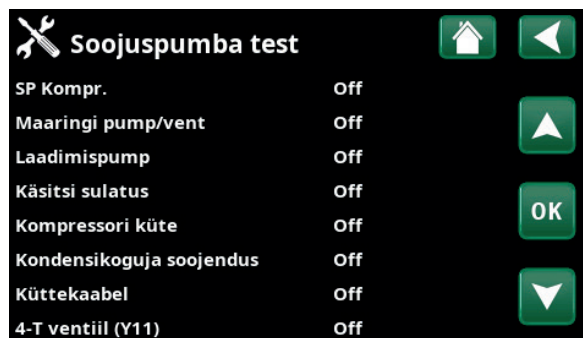 Soojuspumba test
SP Kompr. Off
Maaringi pump/vent Off
Laadimispump Off
Käsitsi sulatus Off
Kompressori küte Off
Kondensikoguja soojendus Off
Küttekaabel Off
4-T ventiil (Y11) Off
OK